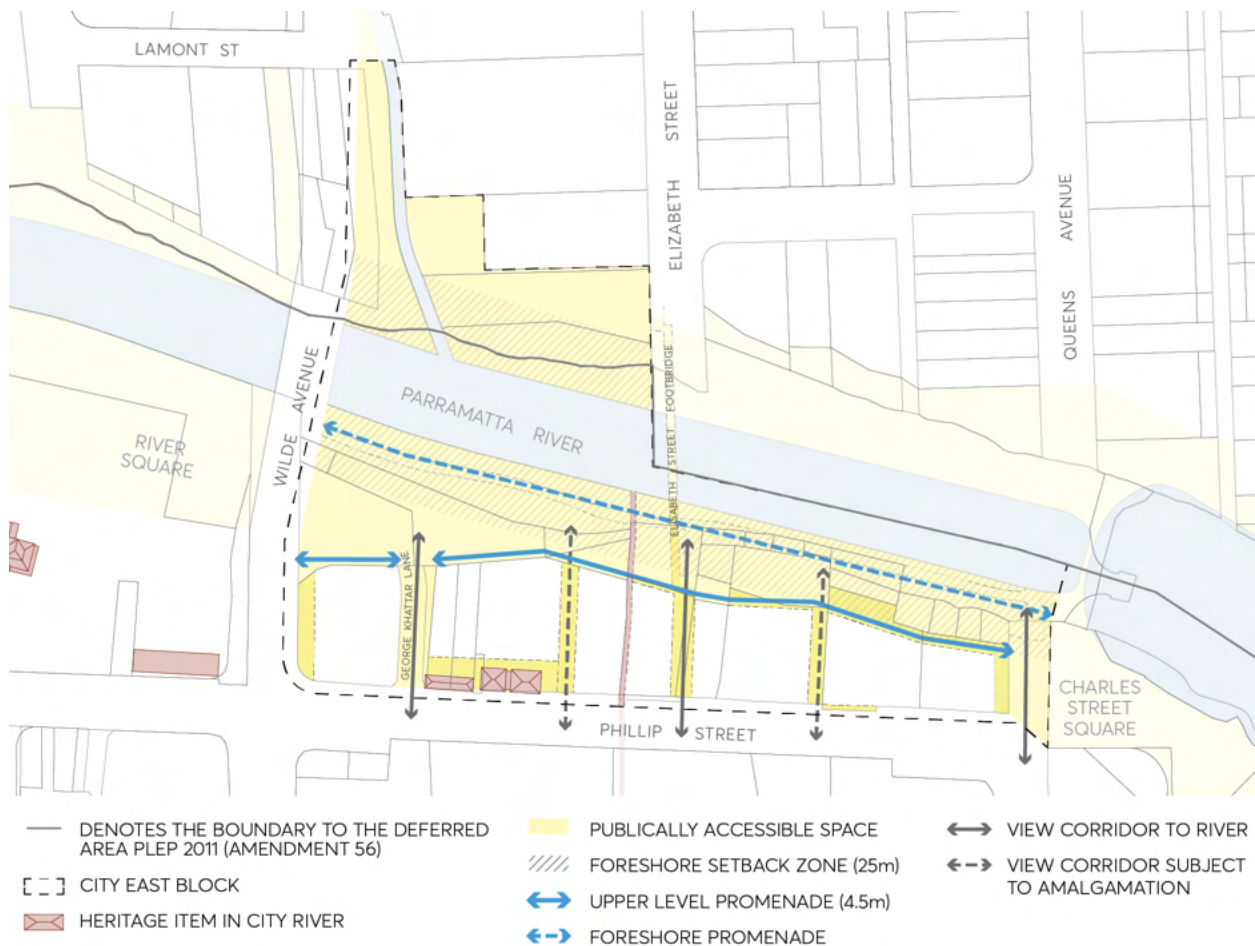 LAMONT ST
ELIZABETH STREET
QUEENS AVENUE
WILDE AVENUE
PARRAMATTA RIVER
ELISABETH STREET FOOTBRIDGE
RIVER
SQUARE
GEORGE KHATTAR LANE
PHILLIP STREET
CHARLES
STREET
SQUARE
DENOTES THE BOUNDARY TO THE DEFERRED
AREA PLEP 2011 (AMENDMENT 56)
CITY EAST BLOCK
HERITAGE ITEM IN CITY RIVER
PUBLICALLY ACCESSIBLE SPACE
FORESHORE SETBACK ZONE (25m)
UPPER LEVEL PROMENADE (4.5m)
FORESHORE PROMENADE
VIEW CORRIDOR TO RIVER
VIEW CORRIDOR SUBJECT
TO AMALGAMATION